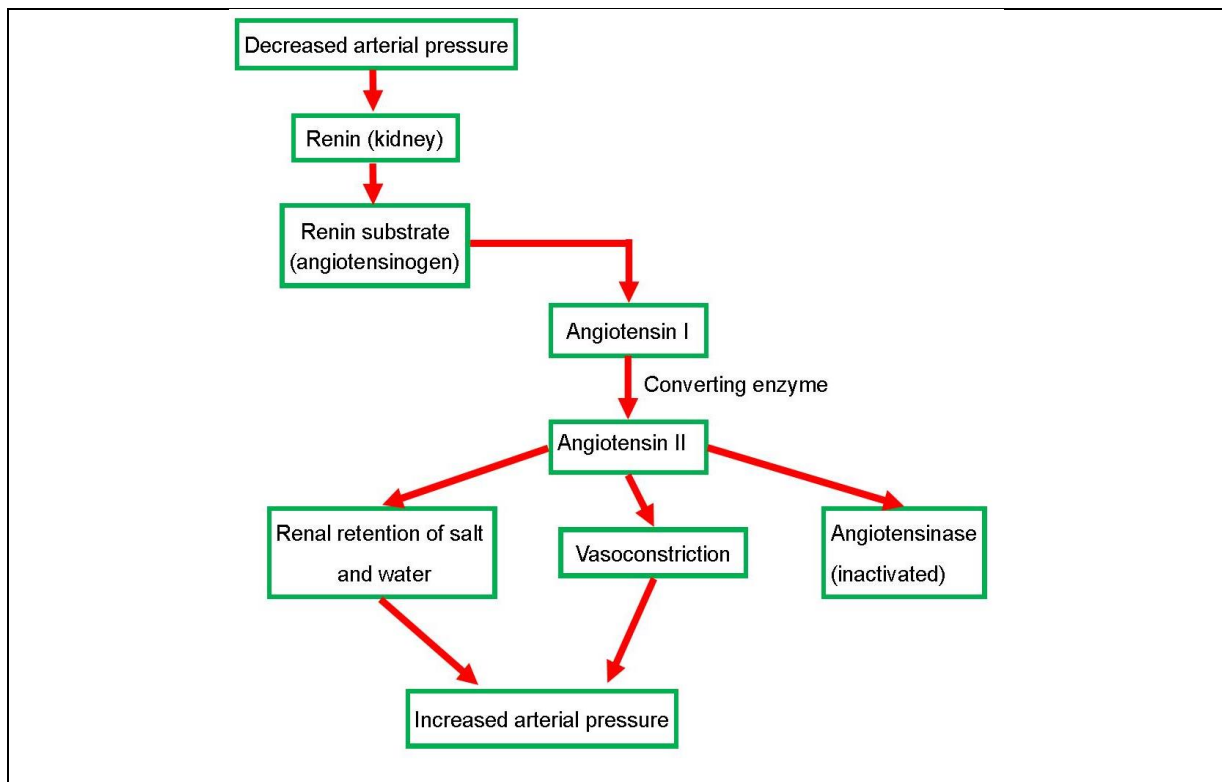 Decreased arterial pressure
Renin (kidney)
Renin substrate
(angiotensinogen)
Angiotensin I
Converting enzyme
Angiotensin II
Renal retention of salt
and water
Vasoconstriction
Angiotensinase
(inactivated)
Increased arterial pressure